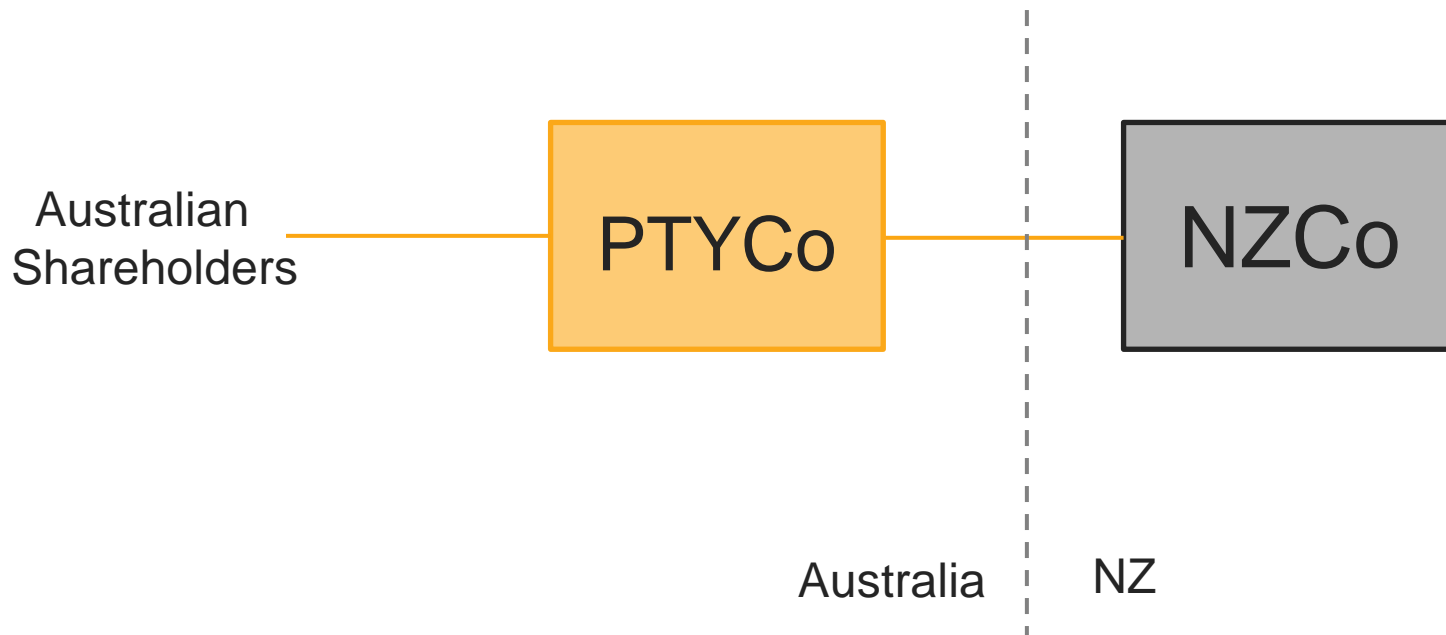 Australian
Shareholders
PTYCo
NZCo
Australia
NZ